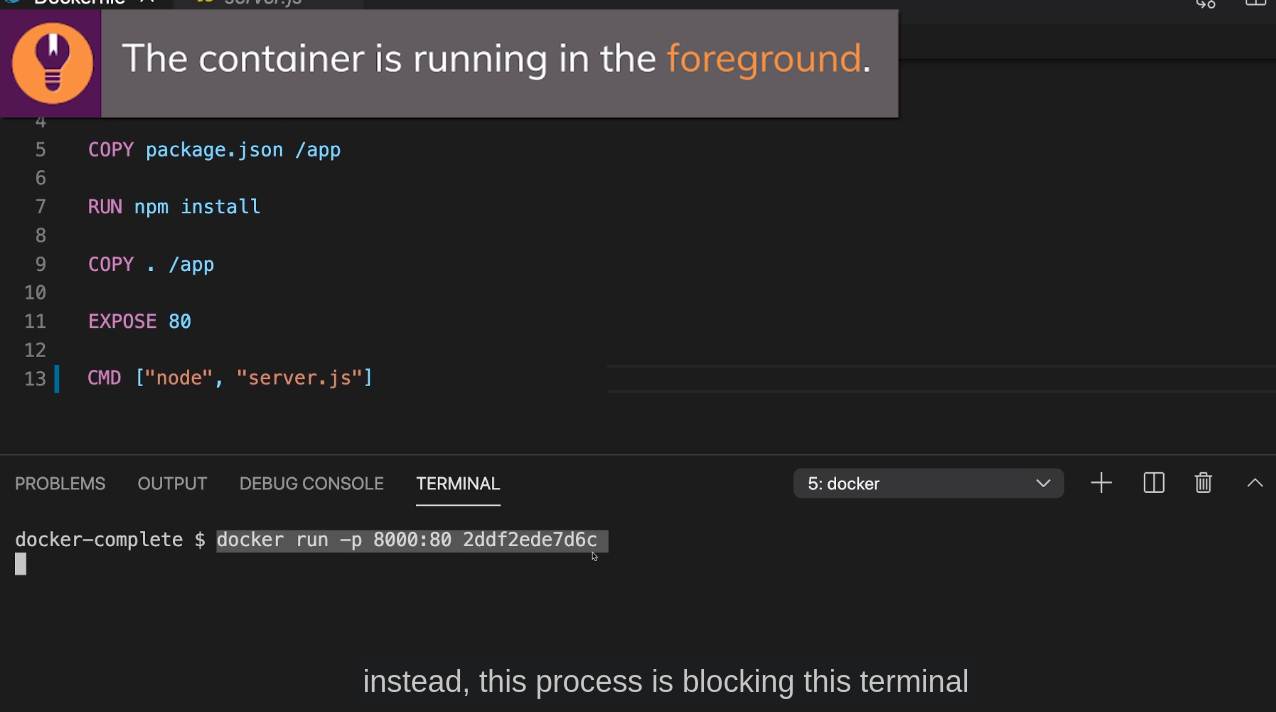 Dockerfile
server.js
The container is running in the foreground.
4
5 COPY package.json /app
6
7 RUN npm install
8
9 COPY . /app
10
11 EXPOSE 80
12
13 CMD ["node", "server.js"]
PROBLEMS OUTPUT DEBUG CONSOLE TERMINAL 5: docker
docker-complete $ docker run -p 8000:80 2ddf2ede7d6c
instead, this process is blocking this terminal